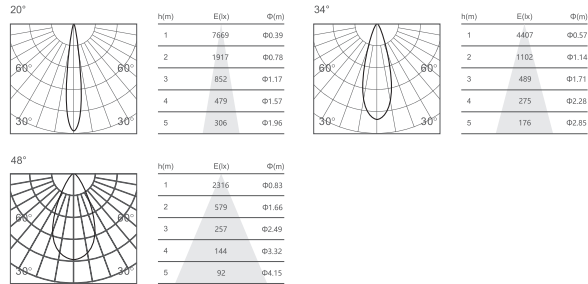 20°
60° 60°
30° 30°
h(m) E(lx) Φ(m)
1 7669 Φ0.39
2 1917 Φ0.78
3 852 Φ1.17
4 479 Φ1.57
5 306 Φ1.96
34°
60° 60°
30° 30°
h(m) E(lx) Φ(m)
1 4407 Φ0.57
2 1102 Φ1.14
3 489 Φ1.71
4 275 Φ2.28
5 176 Φ2.85
48°
60° 60°
30° 30°
h(m) E(lx) Φ(m)
1 2316 Φ0.83
2 579 Φ1.66
3 257 Φ2.49
4 144 Φ3.32
5 92 Φ4.15